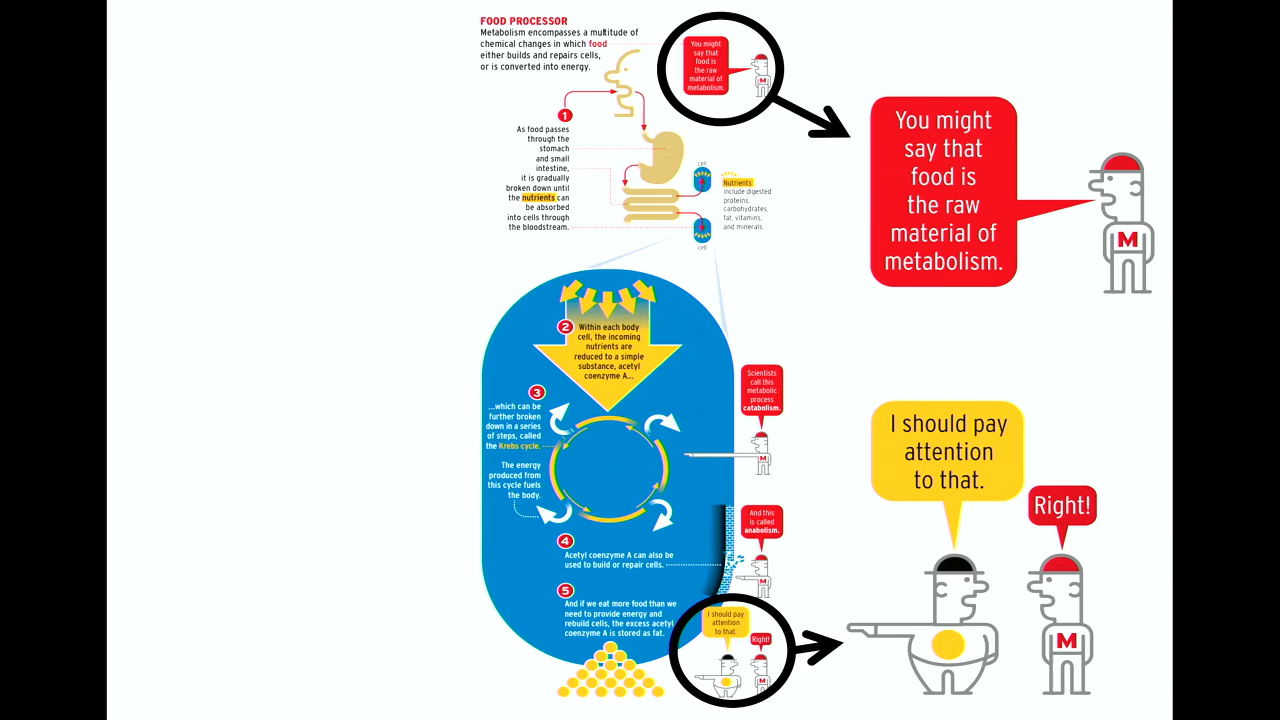 FOOD PROCESSOR
Metabolism encompasses a multitude of
chemical changes in which food
either builds and repairs cells,
or is converted into energy.
You might
say that
food is
the raw
material of
metabolism.
M
1
As food passes
through the
stomach
and small
intestine,
it is gradually
broken down until
the nutrients can
be absorbed
into cells through
the bloodstream.
cell
Nutrients
include digested
proteins,
carbohydrates,
fat, vitamins,
and minerals.
cell
2
Within each body
cell, the incoming
nutrients are
reduced to a simple
substance, acetyl
coenzyme A...
3
...which can be
further broken
down in a series
of steps, called
the Krebs cycle.
The energy
produced from
this cycle fuels
the body.
Scientists
call this
metabolic
process
catabolism.
M
4
Acetyl coenzyme A can also be
used to build or repair cells.
And this
is called
anabolism.
M
5
And if we eat more food than we
need to provide energy and
rebuild cells, the excess acetyl
coenzyme A is stored as fat.
I should pay
attention
to that.
Right!
M
You might
say that
food is
the raw
material of
metabolism.
M
I should pay
attention
to that.
Right!
M